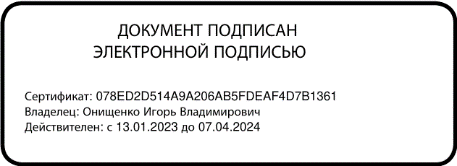 ДОКУМЕНТ ПОДПИСАН
ЭЛЕКТРОННОЙ ПОДПИСЬЮ
Сертификат: 078ED2D514A9A206AB5FDEAF4D7B1361
Владелец: Онищенко Игорь Владимирович
Действителен: с 13.01.2023 до 07.04.2024